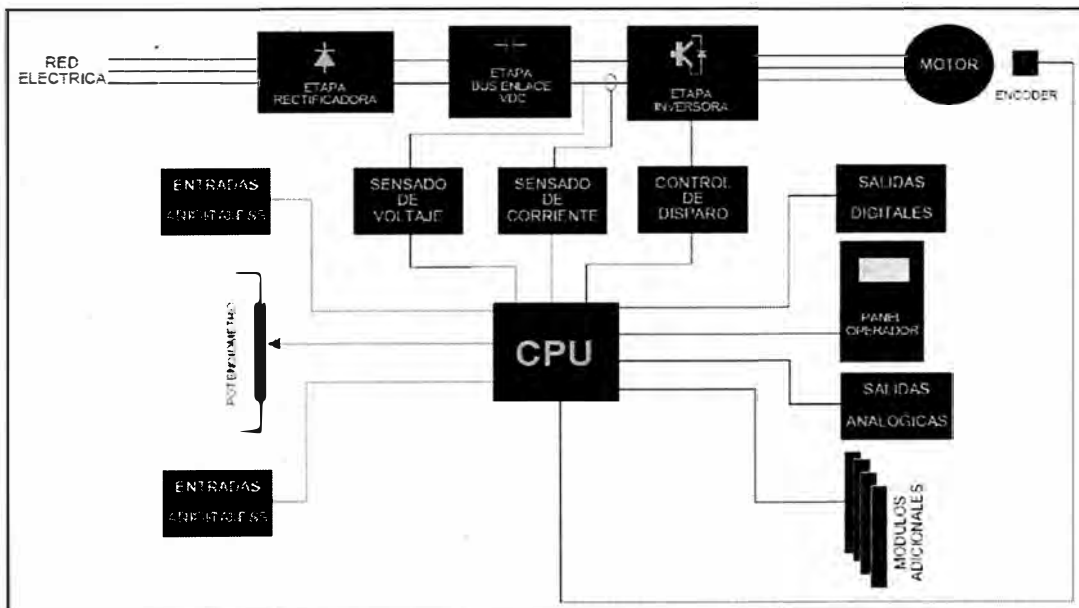 RED
ELECTRICA
ETAPA
RECTIFICADORA
ETAPA
BUS ENLACE
VDC
ETAPA
INVERSORA
MOTOR
ENCODER
ENTRADAS
SENSADO
DE
VOLTAJE
SENSADO
DE
CORRIENTE
CONTROL
DE
DISPARO
SALIDAS
DIGITALES
POTENCIOMETRO
CPU
PANEL
OPERADOR
SALIDAS
ANALOGICAS
ENTRADAS
MODULOS
ADICIONALES